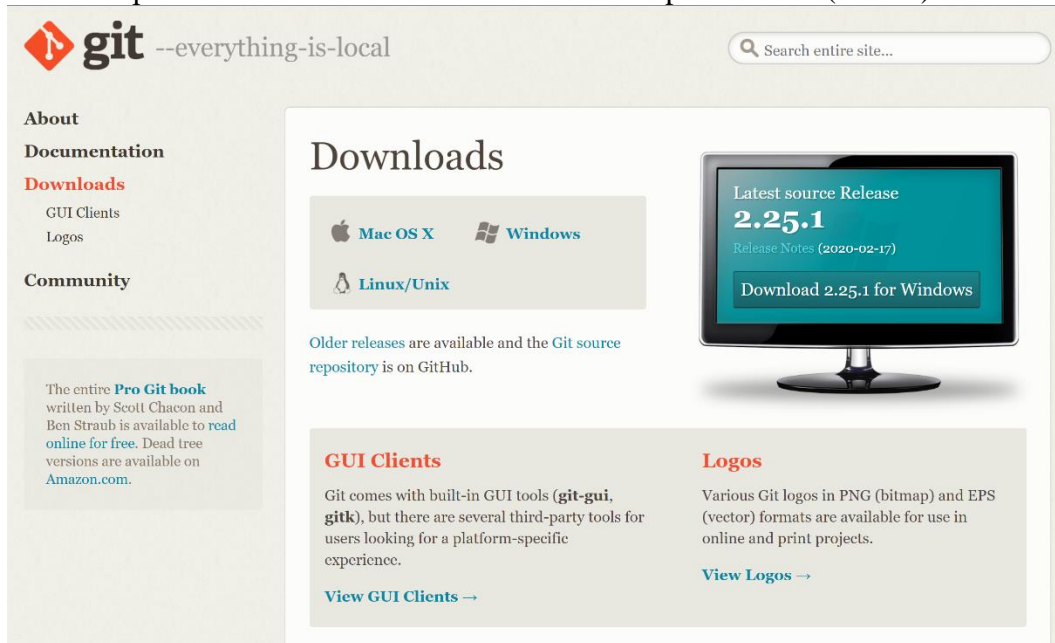 git --everything-is-local
Search entire site...
About
Documentation
Downloads
GUI Clients
Logos
Community
The entire Pro Git book
written by Scott Chacon and
Ben Straub is available to read
online for free. Dead tree
versions are available on
Amazon.com.
Downloads
Mac OS X
Windows
Linux/Unix
Older releases are available and the Git source
repository is on GitHub.
Latest source Release
2.25.1
Release Notes (2020-02-17)
Download 2.25.1 for Windows
GUI Clients
Git comes with built-in GUI tools (git-gui,
gitk), but there are several third-party tools for
users looking for a platform-specific
experience.
View GUI Clients →
Logos
Various Git logos in PNG (bitmap) and EPS
(vector) formats are available for use in
online and print projects.
View Logos →